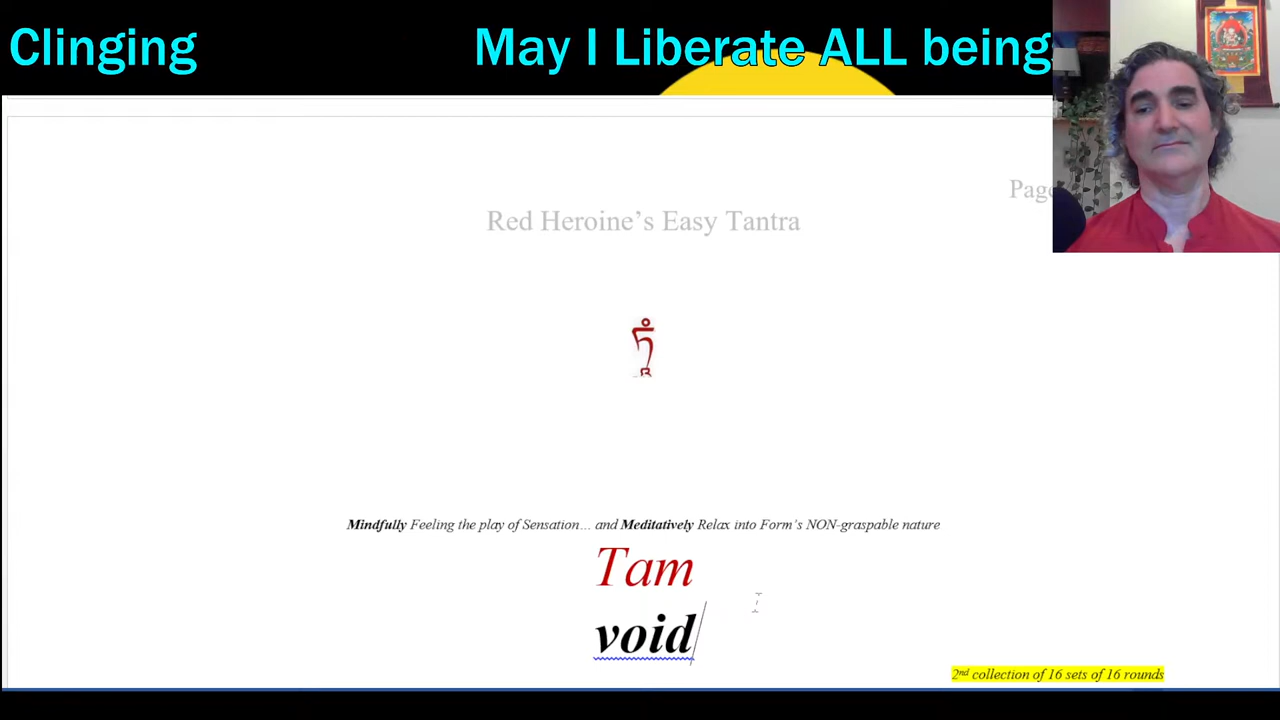 Clinging
May I Liberate ALL being
Page
Red Heroine’s Easy Tantra
Mindfully Feeling the play of Sensation… and Meditatively Relax into Form’s NON-graspable nature
Tam
void
2nd collection of 16 sets of 16 rounds